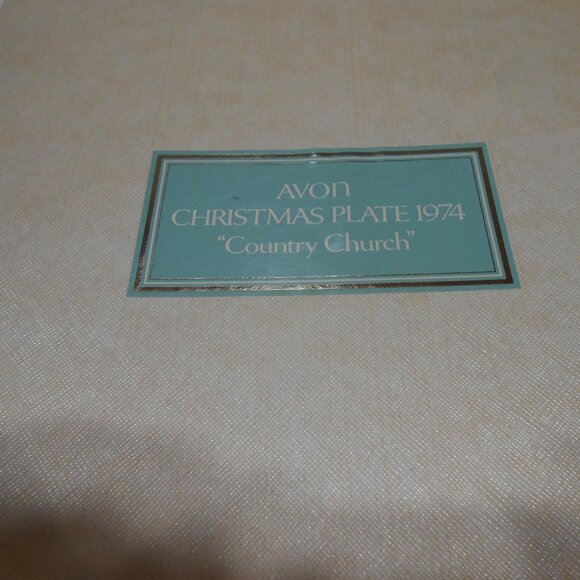 AVON
CHRISTMAS PLATE 1974
“Country Church”